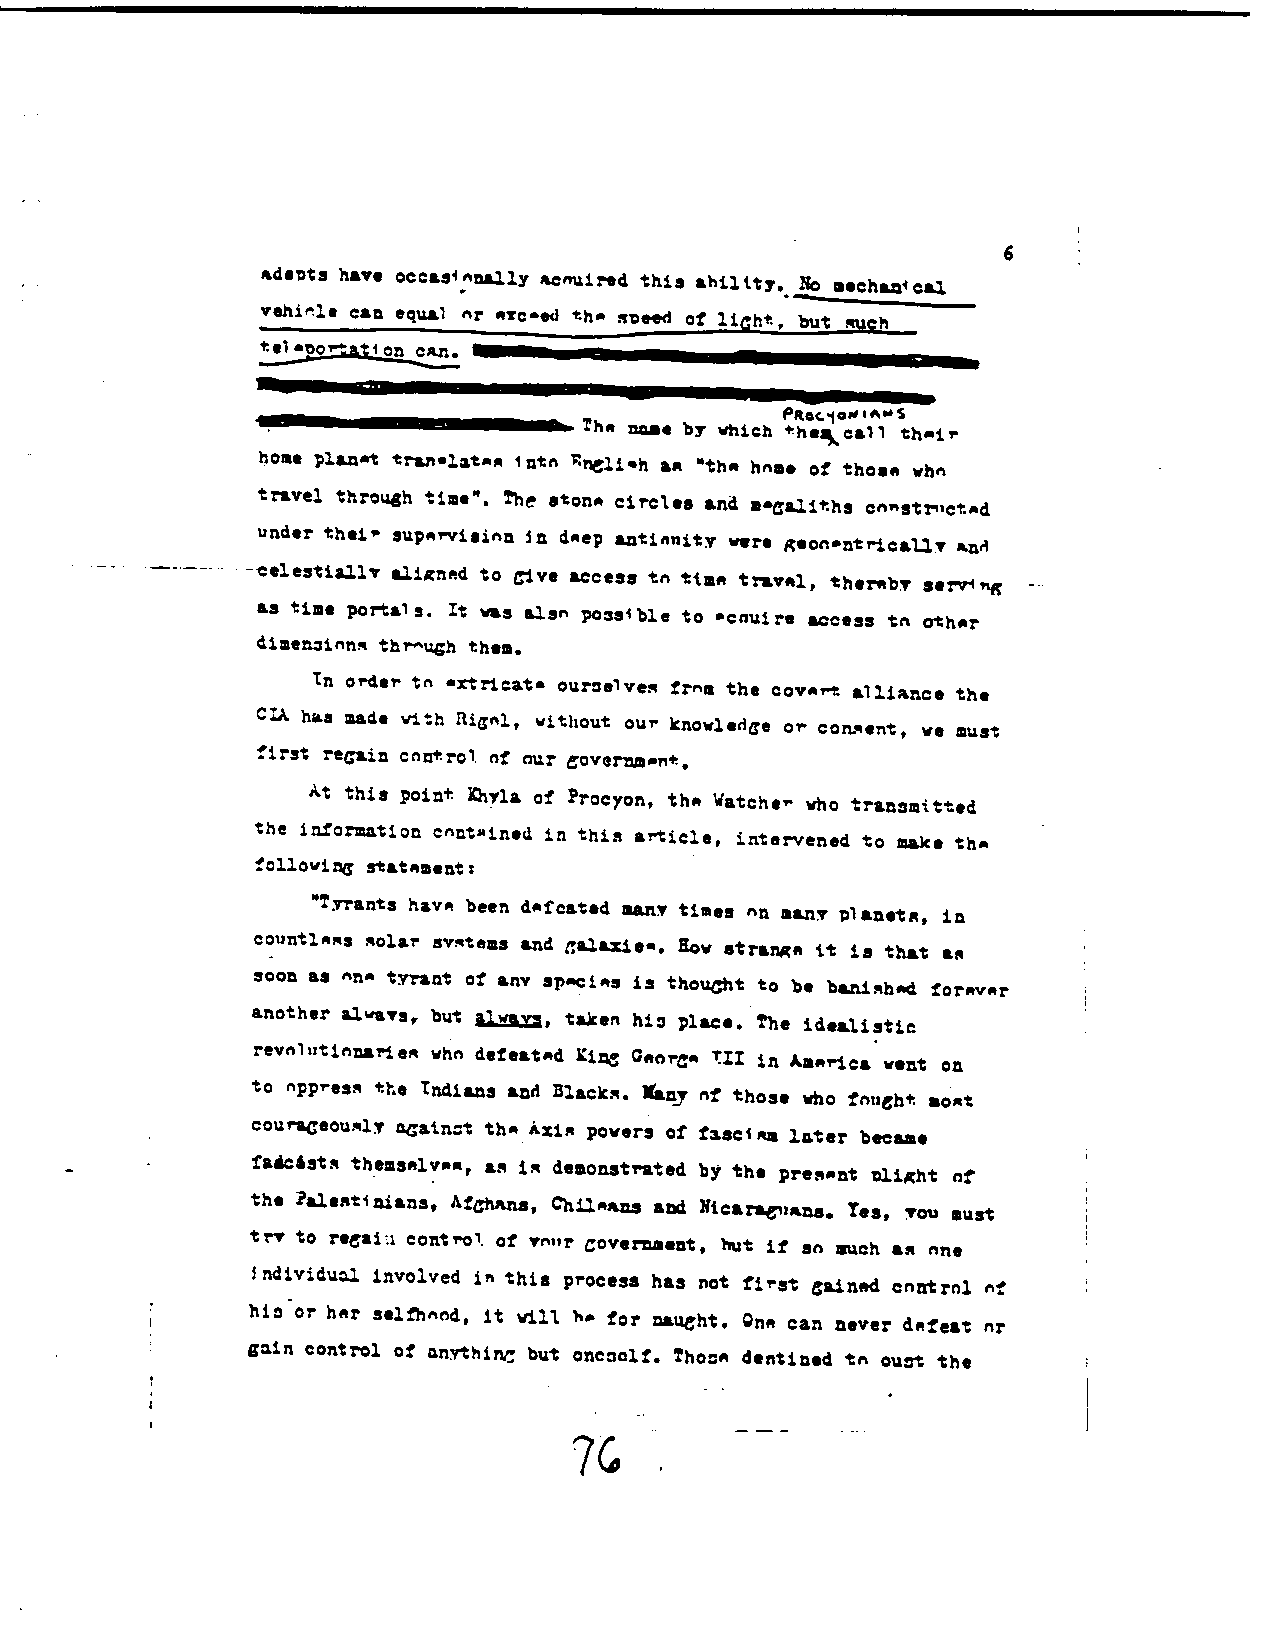 6
adepts have occasionally acquired this ability. No mechanical
vehicle can equal or exceed the speed of light, but such
teleportation can.
PROCYONIANS
The name by which they call their
home planet translates into English as "the home of those who
travel through time". The stone circles and megaliths constructed
under their supervision in deep antiquity were geocentrically and
celestially aligned to give access to time travel, thereby serving
as time portals. It was also possible to acquire access to other
dimensions through them.
In order to extricate ourselves from the covert alliance the
CIA has made with Rigel, without our knowledge or consent, we must
first regain control of our government.
At this point Khyla of Procyon, the Watcher who transmitted
the information contained in this article, intervened to make the
following statement:
"Tyrants have been defeated many times on many planets, in
countless solar systems and galaxies. How strange it is that as
soon as one tyrant of any species is thought to be banished forever
another always, but always, taken his place. The idealistic
revolutionaries who defeated King George III in America went on
to oppress the Indians and Blacks. Many of those who fought most
courageously against the Axis powers of fascism later became
fascists themselves, as is demonstrated by the present plight of
the Palestinians, Afghans, Chileans and Nicaraguans. Yes, you must
try to regain control of your government, but if so much as one
individual involved in this process has not first gained control of
his or her selfhood, it will be for naught. One can never defeat or
gain control of anything but oneself. Those destined to oust the
76